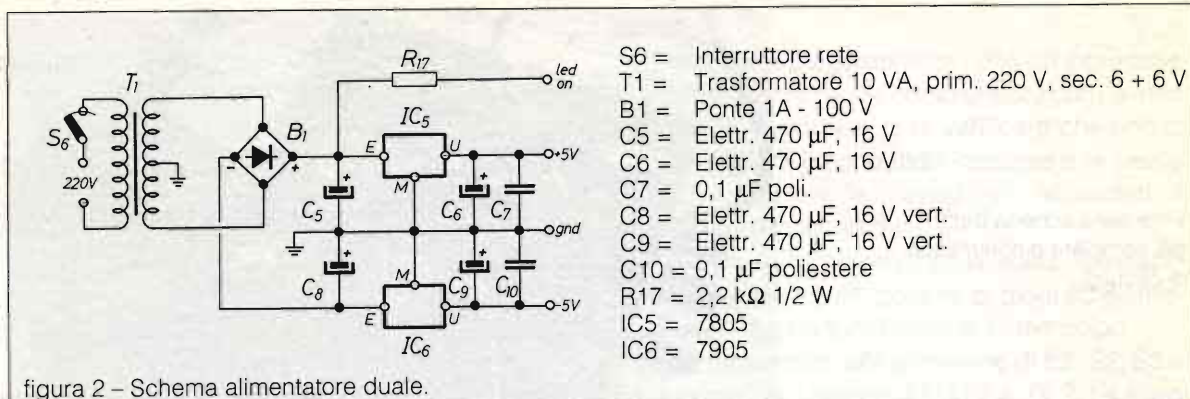 R17
led
on
T1
IC5
S6
B1
E
U
+5V
220V
M
+
-
+
+
C5
C6
C7
gnd
+
+
M
C8
C9
C10
E
U
-5V
IC6
S6 = Interruttore rete
T1 = Trasformatore 10 VA, prim. 220 V, sec. 6 + 6 V
B1 = Ponte 1A - 100 V
C5 = Elettr. 470 µF, 16 V
C6 = Elettr. 470 µF, 16 V
C7 = 0,1 µF poli.
C8 = Elettr. 470 µF, 16 V vert.
C9 = Elettr. 470 µF, 16 V vert.
C10 = 0,1 µF poliestere
R17 = 2,2 kΩ 1/2 W
IC5 = 7805
IC6 = 7905
figura 2 – Schema alimentatore duale.